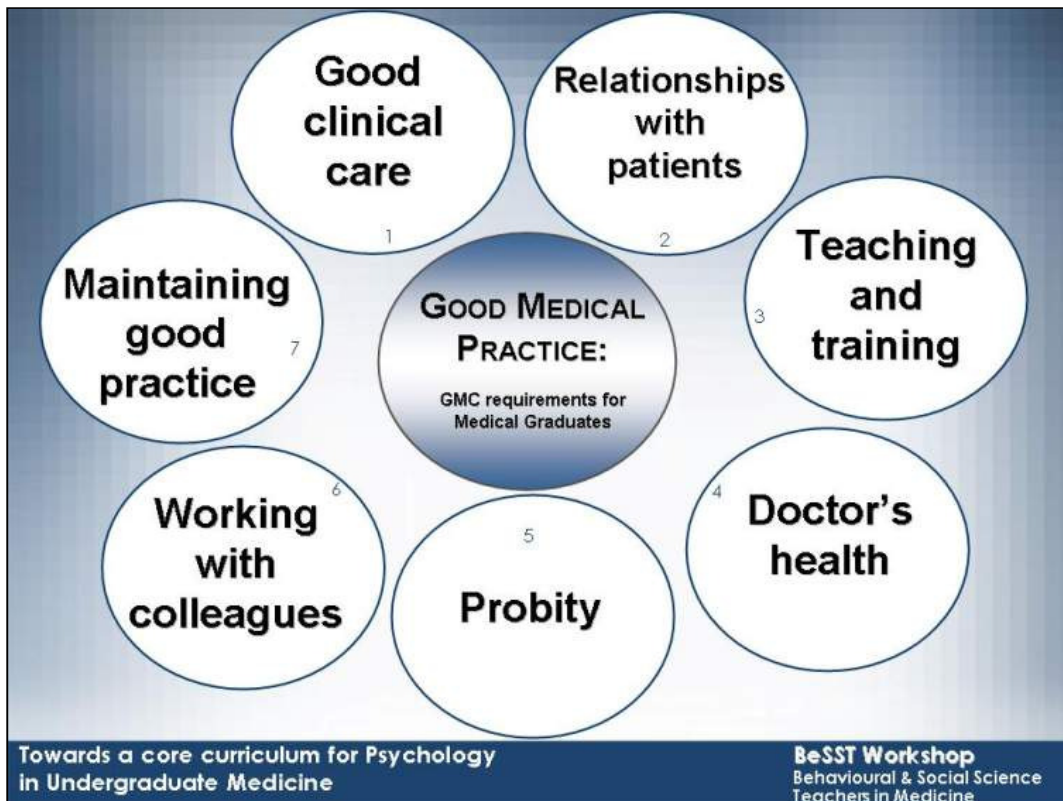 Good
clinical
care
1
Relationships
with
patients
2
Teaching
and
training
3
Doctor's
health
4
5
Probity
6
Working
with
colleagues
Maintaining
good
practice
7
GOOD MEDICAL
PRACTICE:
GMC requirements for
Medical Graduates
Towards a core curriculum for Psychology
in Undergraduate Medicine
BeSST Workshop
Behavioural & Social Science
Teachers in Medicine